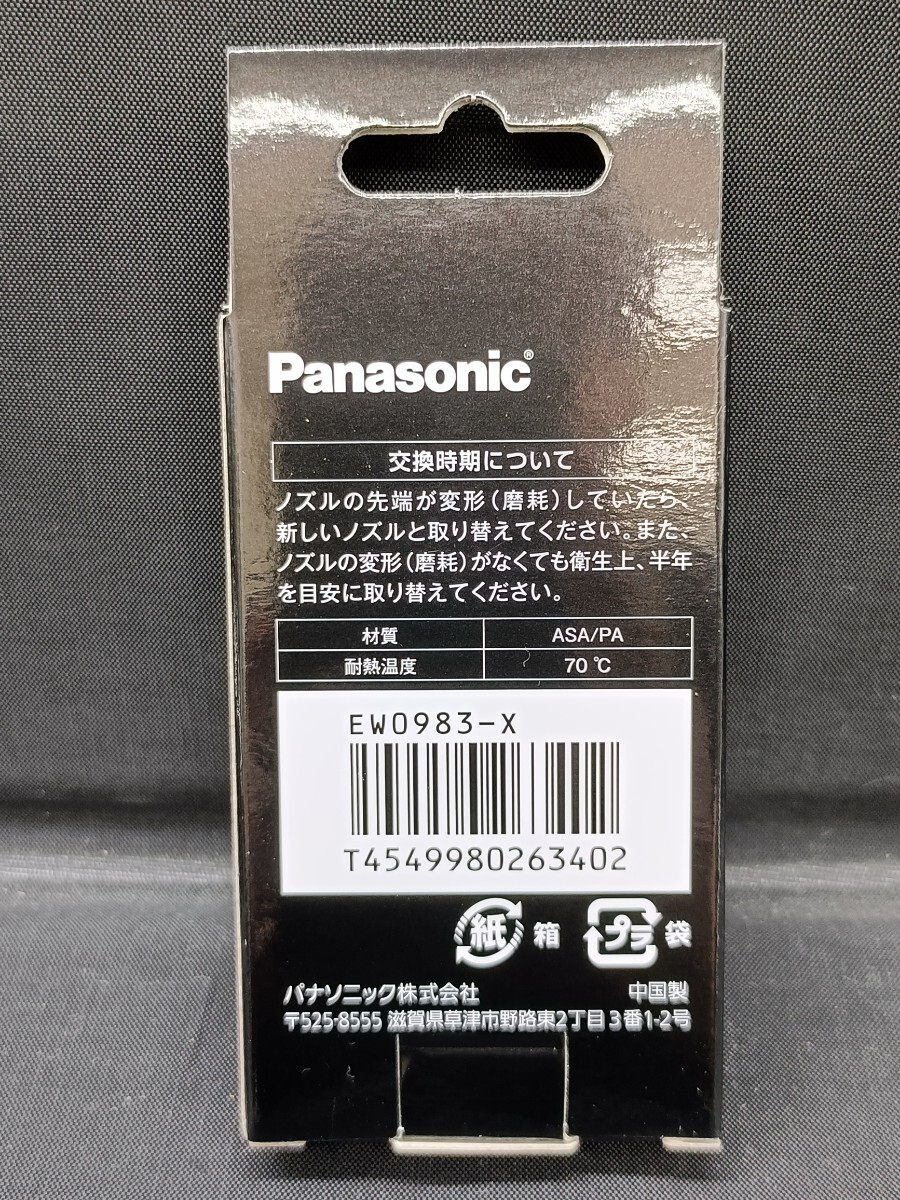 Panasonic®
交換時期について
ノズルの先端が変形(磨耗)していたら、
新しいノズルと取り替えてください。また、
ノズルの変形(磨耗)がなくても衛生上、半年
を目安に取り替えてください。
材質 ASA/PA
耐熱温度 70℃
EW0983-X
T4549980263402
紙 箱 プラ 袋
パナソニック株式会社 中国製
〒525-8555 滋賀県草津市野路東2丁目3番1-2号